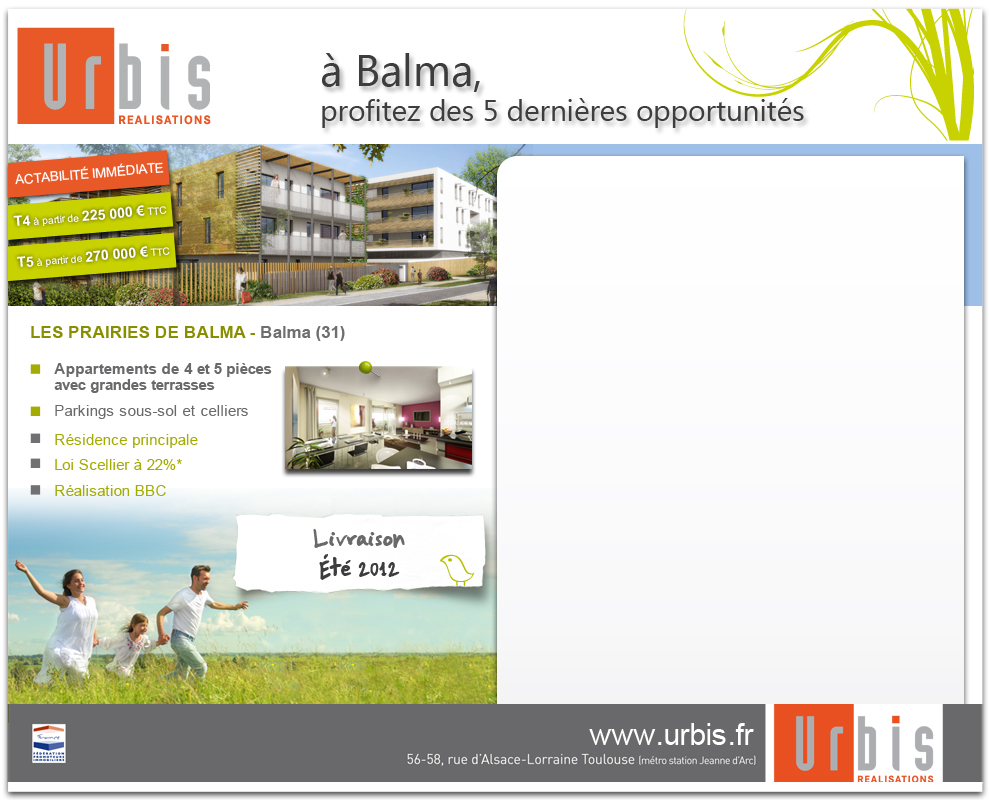 Urbis
REALISATIONS
à Balma,
profitez des 5 dernières opportunités
ACTABILITÉ IMMÉDIATE
T4 à partir de 225 000 € TTC
T5 à partir de 270 000 € TTC
LES PRAIRIES DE BALMA - Balma (31)
Appartements de 4 et 5 pièces
avec grandes terrasses
Parkings sous-sol et celliers
Résidence principale
Loi Scellier à 22%*
Réalisation BBC
Livraison
Été 2012
FÉDÉRATION
PROMOTEURS
IMMOBILIERS
www.urbis.fr
56-58, rue d'Alsace-Lorraine Toulouse (métro station Jeanne d'Arc)
Urbis
REALISATIONS